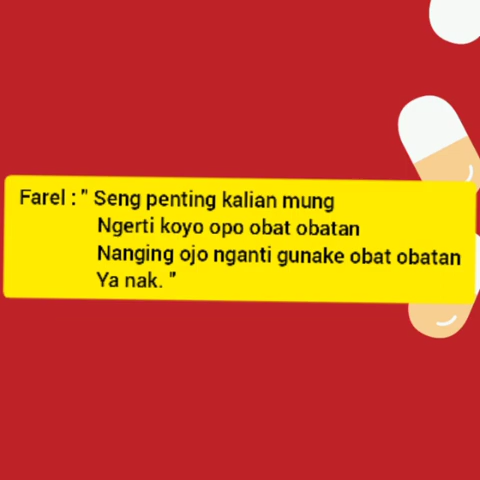 Farel : " Seng penting kalian mung
Ngerti koyo opo obat obatan
Nanging ojo nganti gunake obat obatan
Ya nak. "